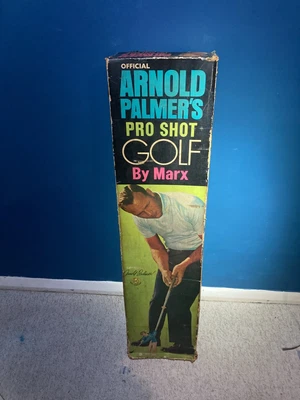 OFFICIAL
ARNOLD
PALMER'S
PRO SHOT
GOLF
By Marx